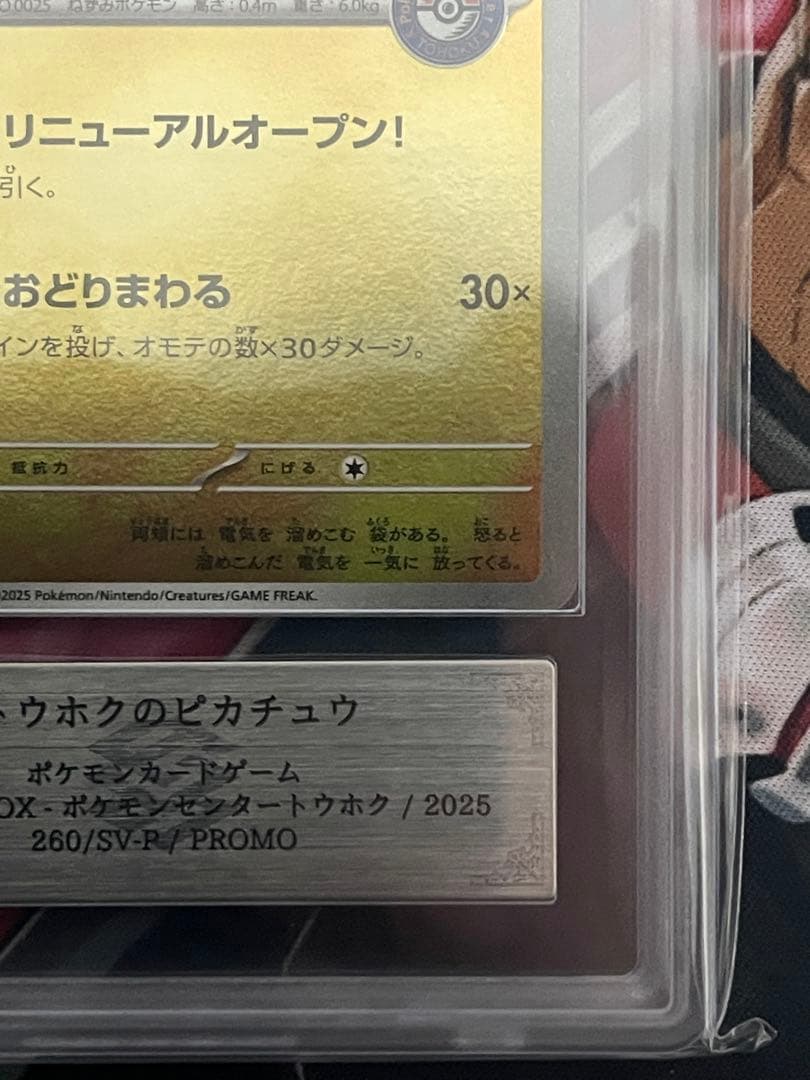 0025 ねずみポケモン 高さ:0.4m 重さ:6.0kg
TOHOKU
リニューアルオープン!
引く。
おどりまわる 30×
インを投げ、オモテの数×30ダメージ。
抵抗力 にげる
両頬には 電気を 溜めこむ 袋がある。 怒ると
溜めこんだ 電気を 一気に 放ってくる。
2025 Pokémon/Nintendo/Creatures/GAME FREAK.
トウホクのピカチュウ
ポケモンカードゲーム
OX - ポケモンセンタートウホク / 2025
260/SV-P / PROMO